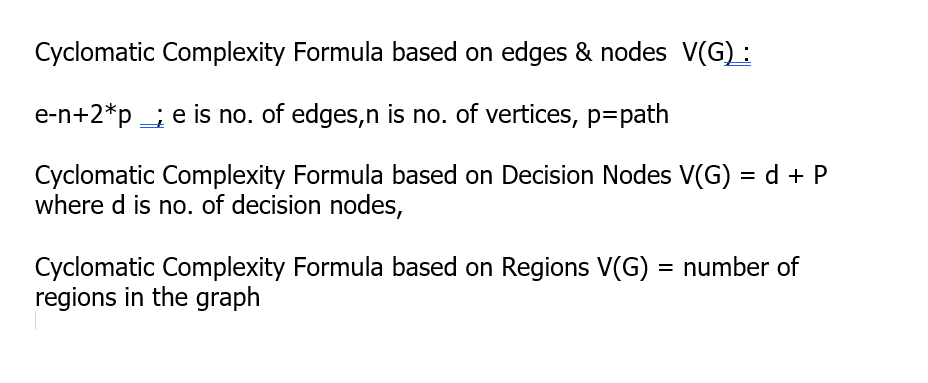 Cyclomatic Complexity Formula based on edges & nodes  V(G) :
e-n+2*p  ; e is no. of edges,n is no. of vertices, p=path
Cyclomatic Complexity Formula based on Decision Nodes V(G) = d + P
where d is no. of decision nodes,
Cyclomatic Complexity Formula based on Regions V(G) = number of
regions in the graph